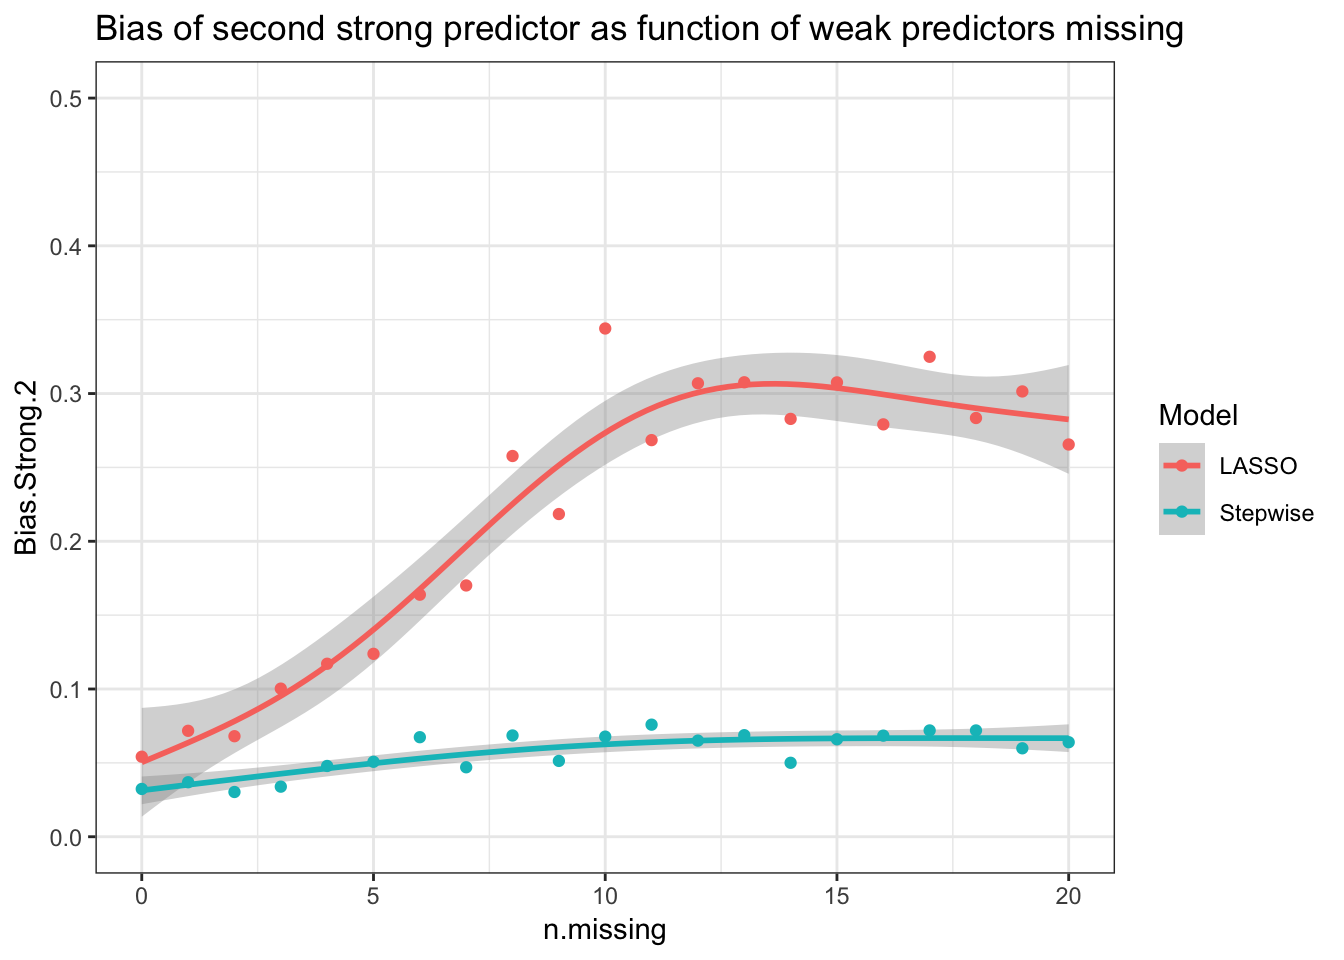 Bias of second strong predictor as function of weak predictors missing
Bias.Strong.2
0.5
0.4
0.3
0.2
0.1
0.0
0 5 10 15 20
n.missing
Model
LASSO
Stepwise